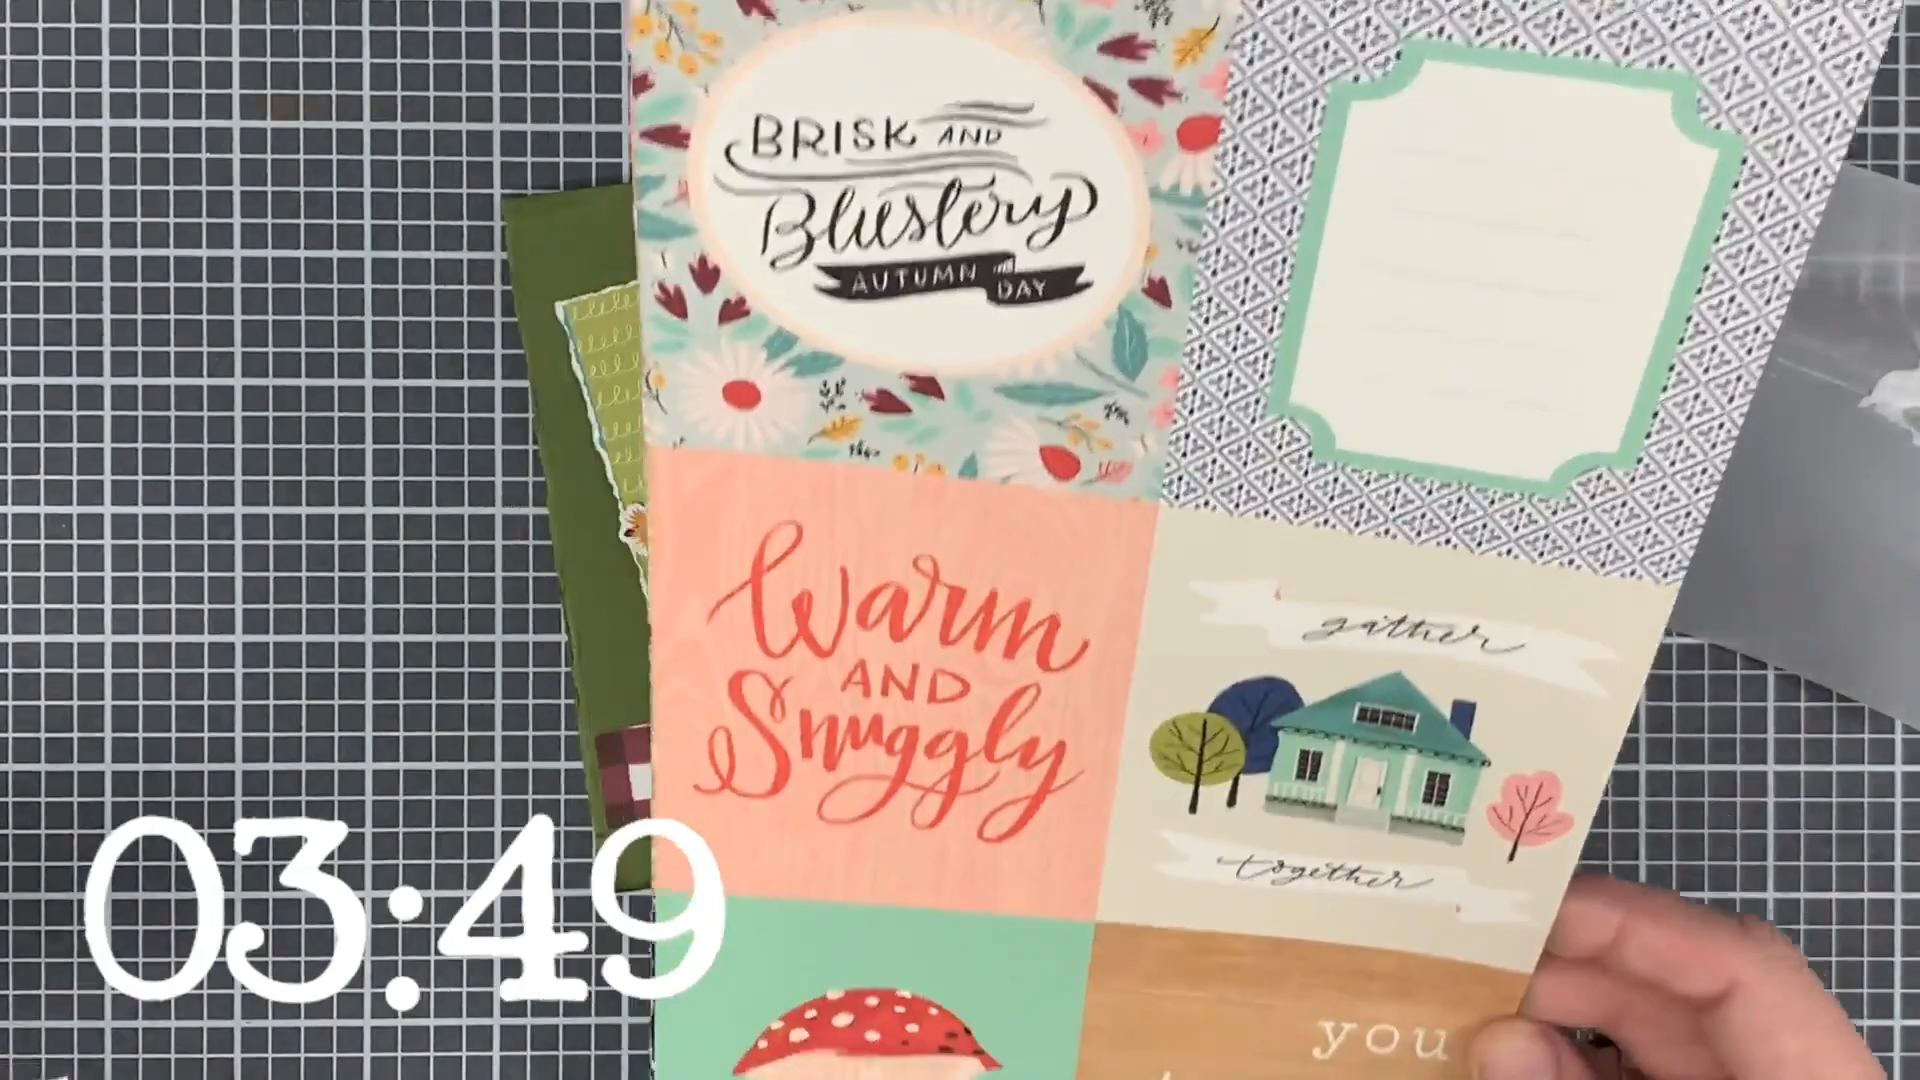 BRISK AND
Blustery
AUTUMN DAY
Warm
AND
Snuggly
gather
together
you
03:49